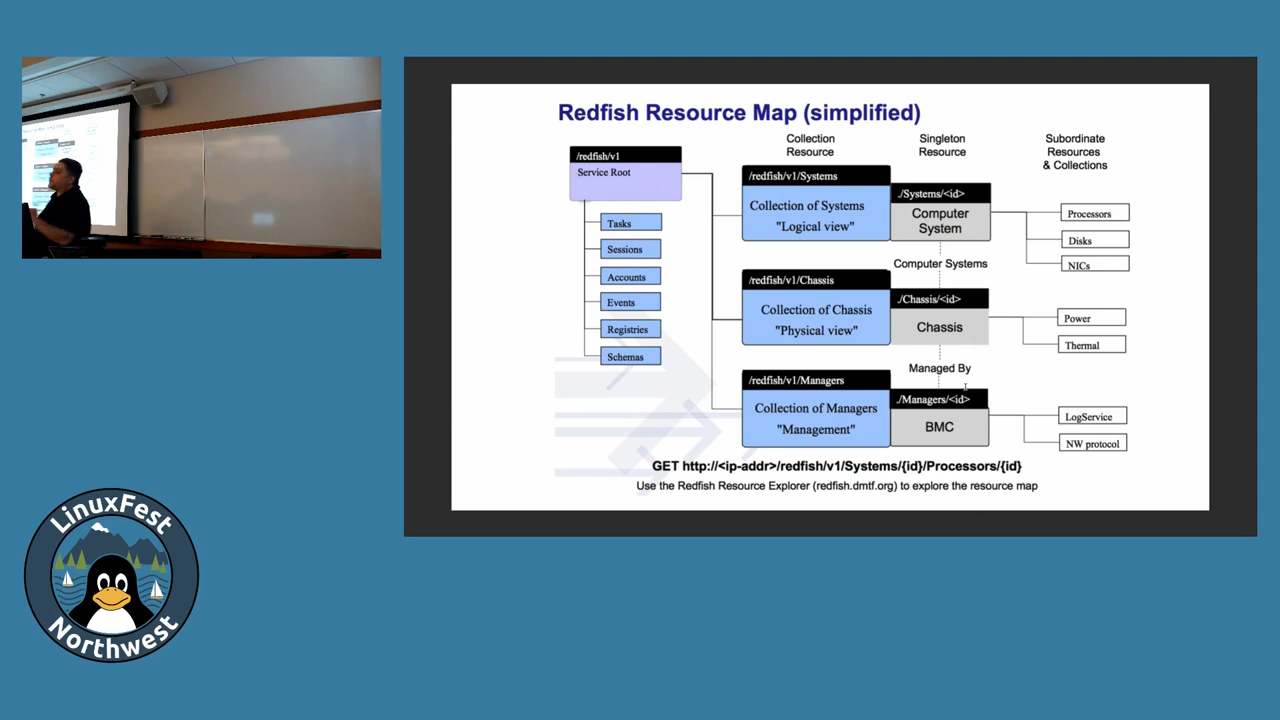 Redfish Resource Map (simplified)
Collection
Resource
Singleton
Resource
Subordinate
Resources
& Collections
/redfish/v1
Service Root
Tasks
Sessions
Accounts
Events
Registries
Schemas
/redfish/v1/Systems
Collection of Systems
"Logical view"
./Systems/<id>
Computer
System
Processors
Disks
NICs
Computer Systems
/redfish/v1/Chassis
Collection of Chassis
"Physical view"
./Chassis/<id>
Chassis
Power
Thermal
Managed By
/redfish/v1/Managers
Collection of Managers
"Management"
./Managers/<id>
BMC
LogService
NW protocol
GET http://<ip-addr>/redfish/v1/Systems/{id}/Processors/{id}
Use the Redfish Resource Explorer (redfish.dmtf.org) to explore the resource map
LinuxFest
Northwest